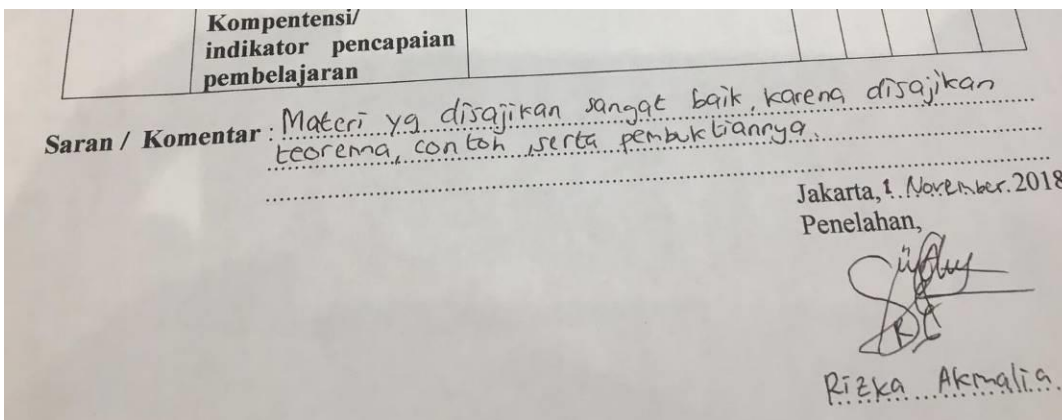 Kompentensi/
indikator pencapaian
pembelajaran
Saran / Komentar : Materi yg disajikan sangat baik, karena disajikan
teorema, contoh, serta pembuktiannya.
Jakarta, 1 November 2018
Penelahan,
Rizka Akmalia